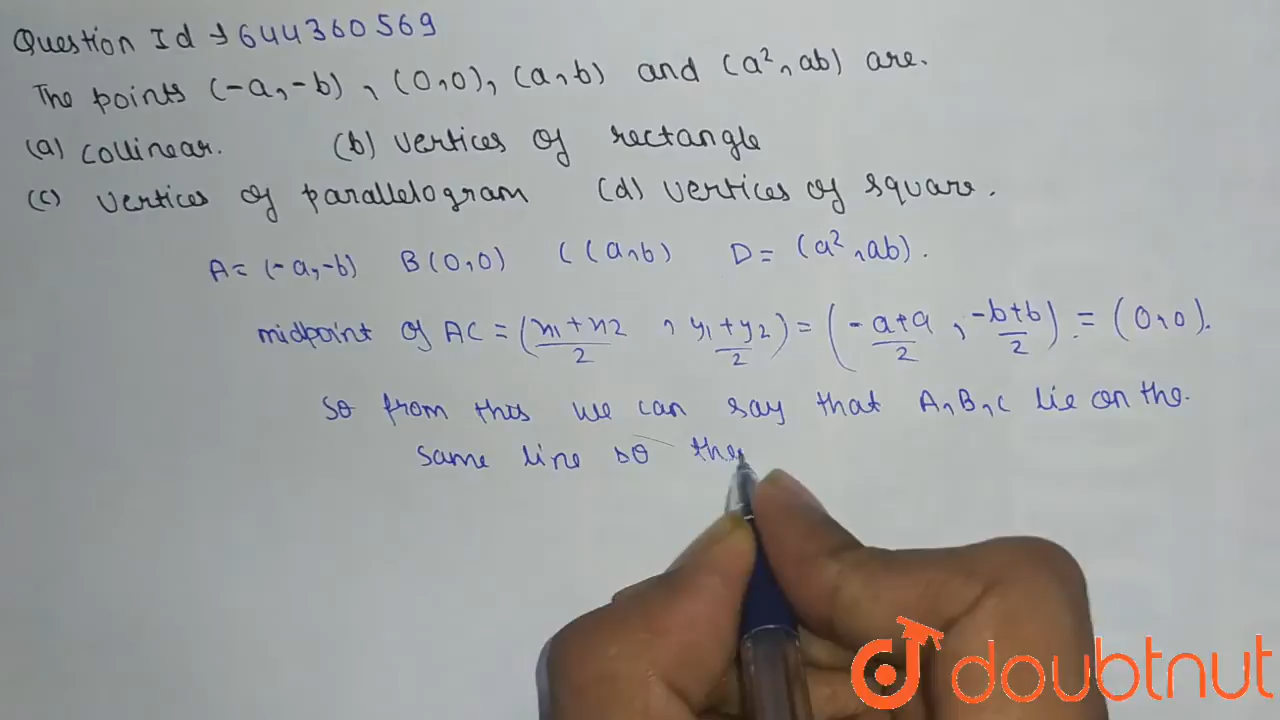 Question Id → 644360569
The points (-a,-b), (0,0), (a,b) and (a²,ab) are.
(a) collinear. (b) vertices of rectangle
(c) vertices of parallelogram (d) vertices of square.
A = (-a,-b) B(0,0) C(a,b) D = (a²,ab).
midpoint of AC = (x₁+x₂/2, y₁+y₂/2) = (-a+a/2, -b+b/2) = (0,0).
so from this we can say that A,B,C lie on the.
same line so the
doubtnut